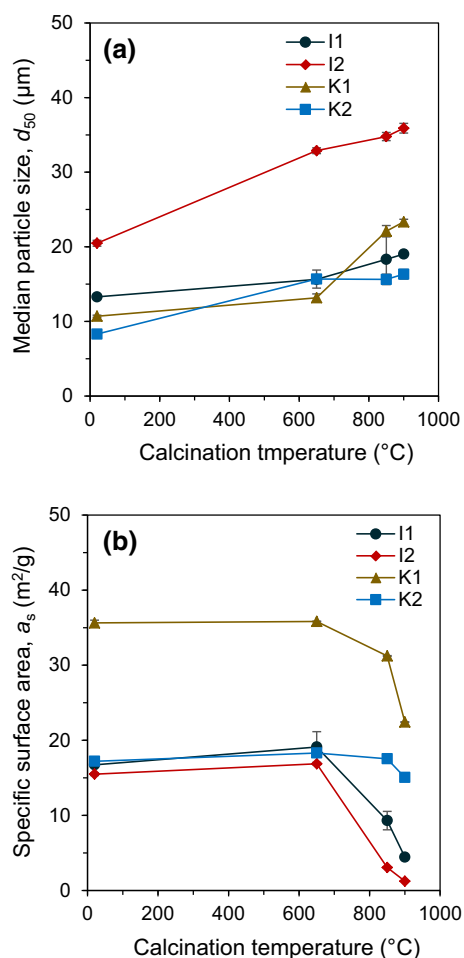 (a)
I1
I2
K1
K2
Median particle size, d50 (µm)
50
40
30
20
10
0
0 200 400 600 800 1000
Calcination tmperature (°C)
(b)
I1
I2
K1
K2
Specific surface area, as (m²/g)
50
40
30
20
10
0
0 200 400 600 800 1000
Calcination temperature (°C)